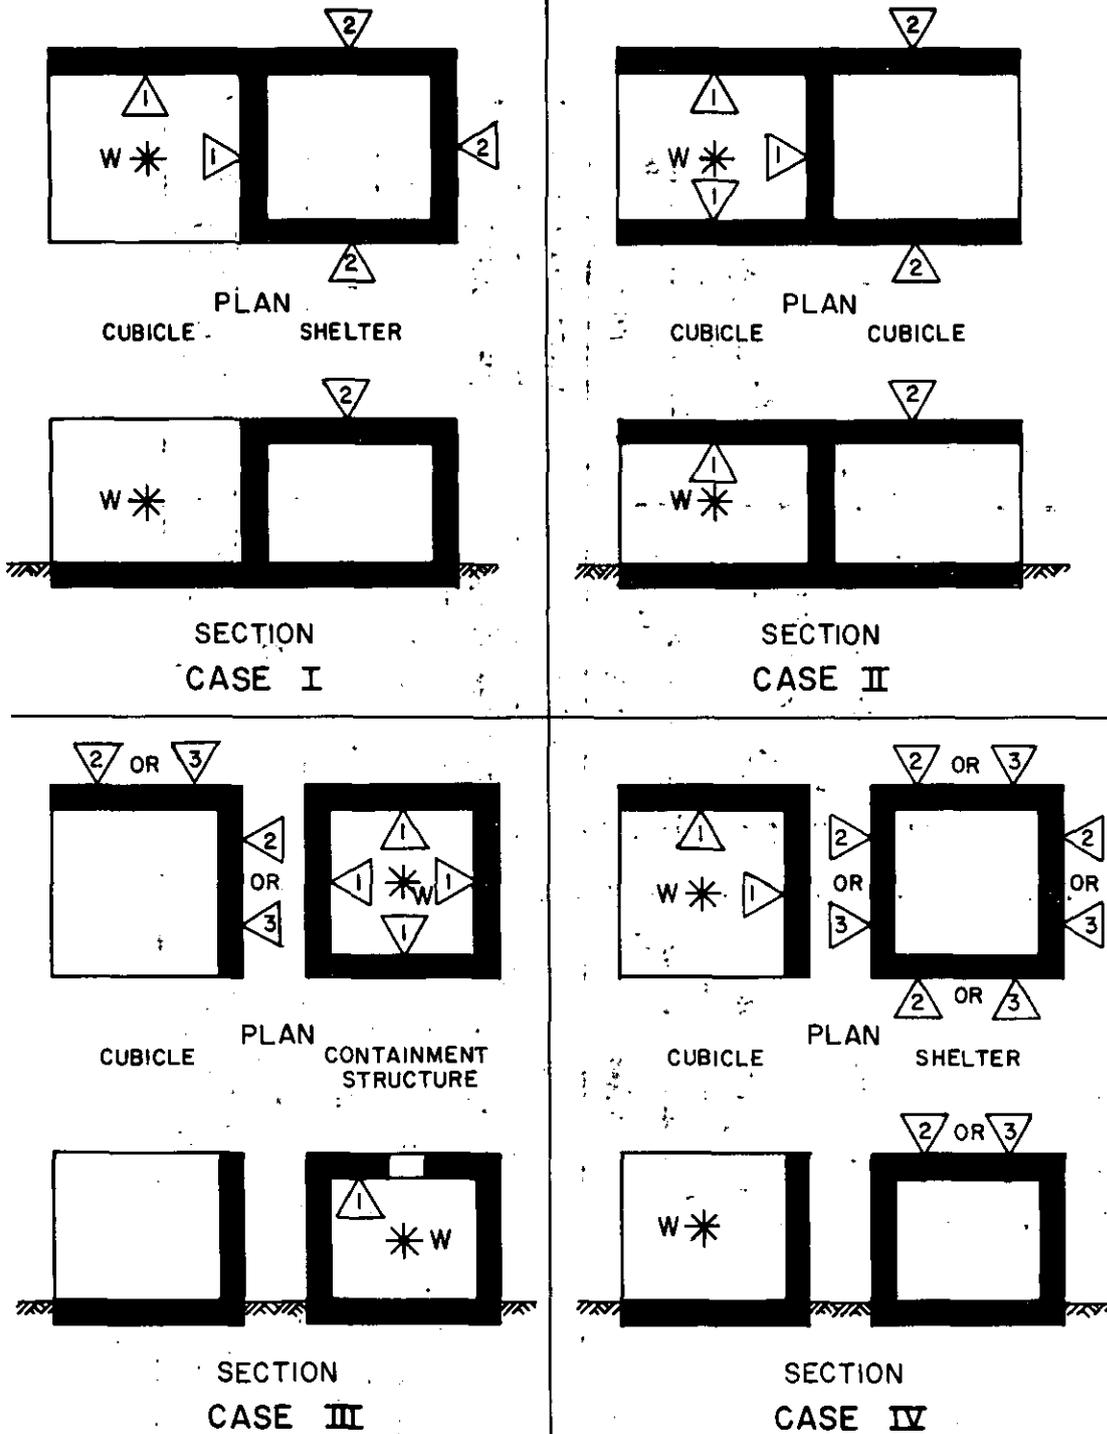 2
1
W 1
2
2
PLAN
CUBICLE SHELTER
2
W
SECTION
CASE I
2
1
W 1
1
2
PLAN
CUBICLE CUBICLE
2
1
W
SECTION
CASE II
2 OR 3
2
OR
3
1
1 W 1
1
PLAN
CUBICLE
CONTAINMENT
STRUCTURE
1
W
SECTION
CASE III
1
W 1
2 OR 3
2
OR
3
2
OR
3
2 OR 3
PLAN
CUBICLE SHELTER
2 OR 3
W
SECTION
CASE IV